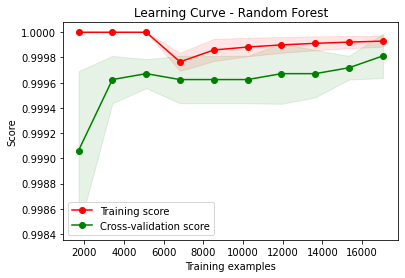 Learning Curve - Random Forest
Score
1.0000
0.9998
0.9996
0.9994
0.9992
0.9990
0.9988
0.9986
0.9984
Training score
Cross-validation score
2000 4000 6000 8000 10000 12000 14000 16000
Training examples